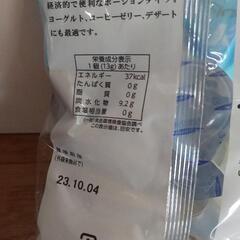 経済的で便利なポーションタイプ。
ヨーグルト、コーヒーゼリー、デザート
にも最適です。
栄養成分表示
1個(13g)あたり
エネルギー 37kcal
たんぱく質 0g
脂質 0g
炭水化物 9.2g
食塩相当量 0g
賞味期限
23.10.04